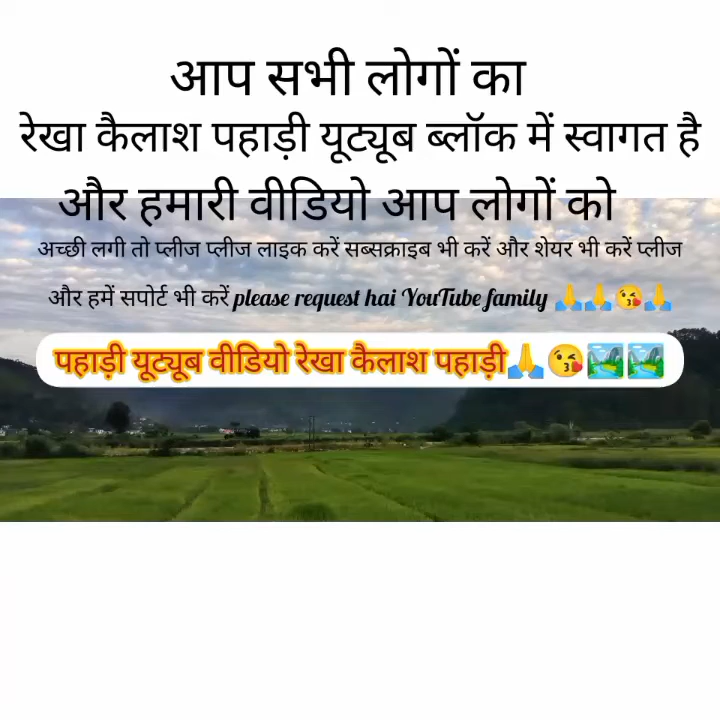 आप सभी लोगों का
रेखा कैलाश पहाड़ी यूट्यूब ब्लॉक में स्वागत है
और हमारी वीडियो आप लोगों को
अच्छी लगी तो प्लीज प्लीज लाइक करें सब्सक्राइब भी करें और शेयर भी करें प्लीज
और हमें सपोर्ट भी करें please request hai YouTube family 🙏🙏😘🙏
पहाड़ी यूट्यूब वीडियो रेखा कैलाश पहाड़ी🙏😘🏞️🏞️